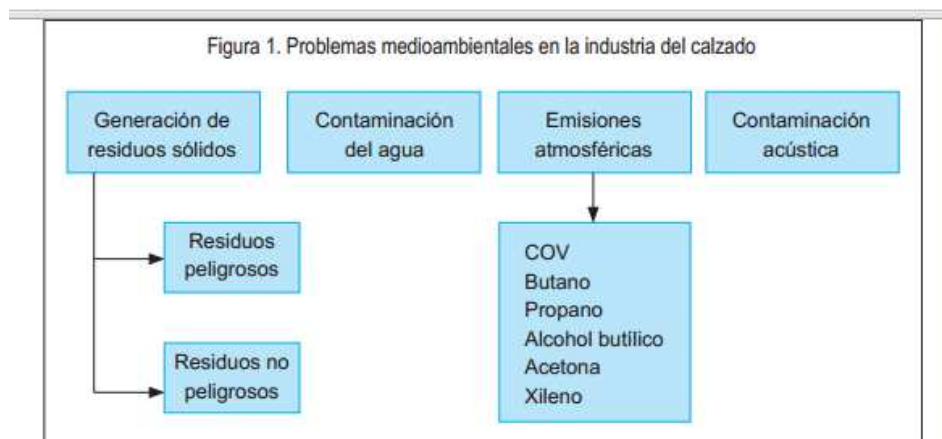 Figura 1. Problemas medioambientales en la industria del calzado
Generación de
residuos sólidos
Contaminación
del agua
Emisiones
atmosféricas
Contaminación
acústica
Residuos
peligrosos
Residuos no
peligrosos
COV
Butano
Propano
Alcohol butílico
Acetona
Xileno